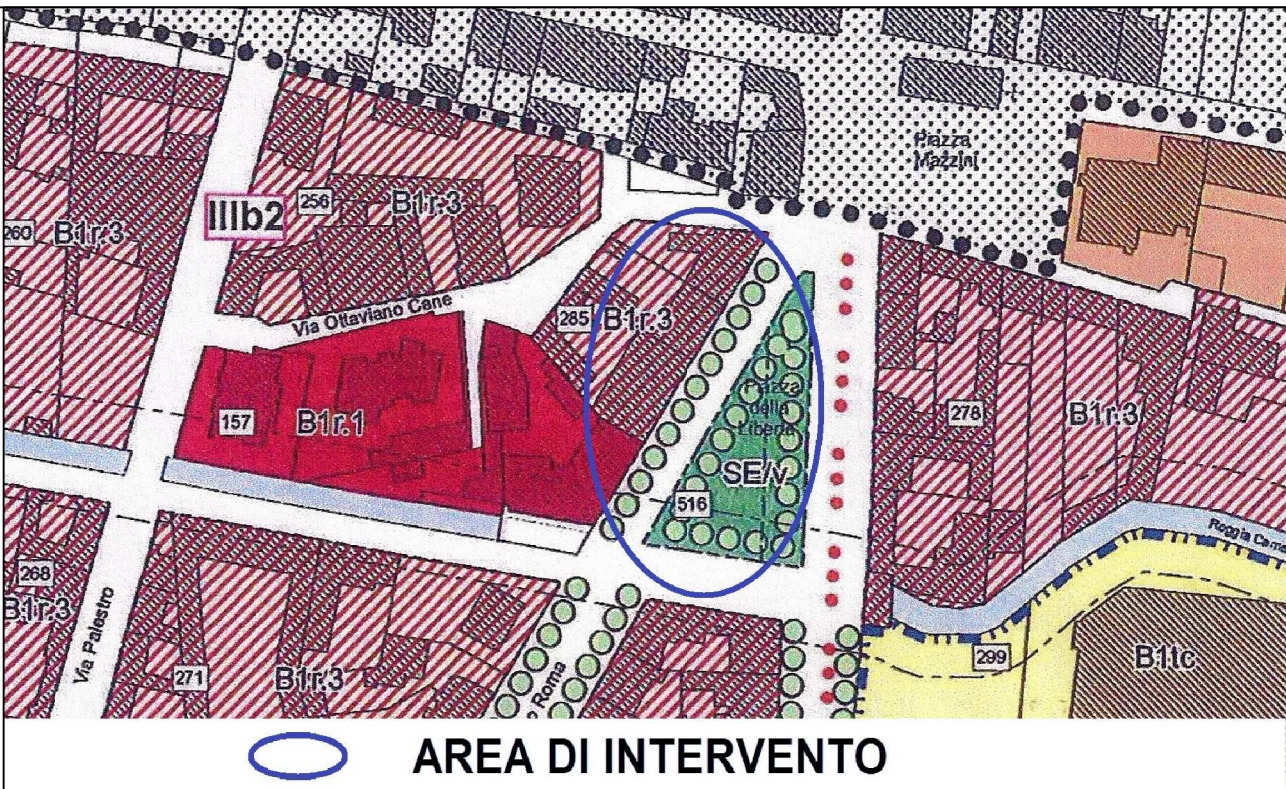 Piazza
Mazzini
IIIb2
256
B1r.3
260
B1r.3
Via Ottaviano Cane
285
B1r.3
157
B1r.1
Piazza
della
Libertà
SE/v
516
278
B1r.3
Roggia
268
B1r.3
Via Palestro
271
B1r.3
Roma
299
B1tc
AREA DI INTERVENTO